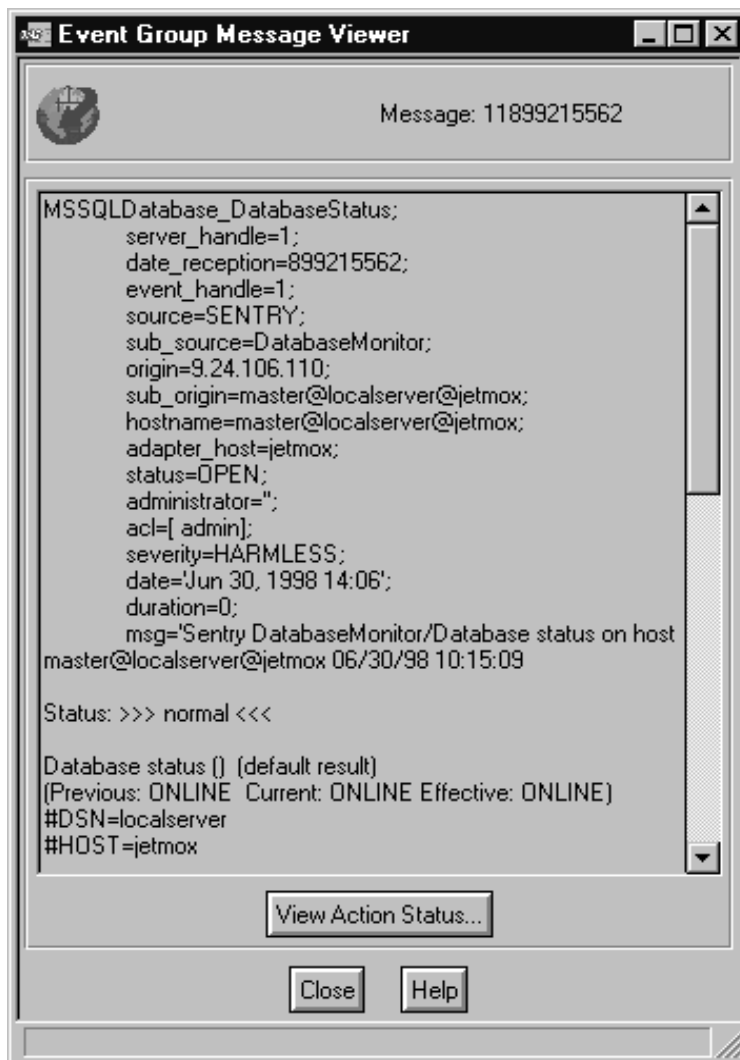 Event Group Message Viewer
Message: 11899215562
MSSQLDatabase_DatabaseStatus;
server_handle=1;
date_reception=899215562;
event_handle=1;
source=SENTRY;
sub_source=DatabaseMonitor;
origin=9.24.106.110;
sub_origin=master@localserver@jetmox;
hostname=master@localserver@jetmox;
adapter_host=jetmox;
status=OPEN;
administrator='';
acl=[ admin];
severity=HARMLESS;
date='Jun 30, 1998 14:06';
duration=0;
msg='Sentry DatabaseMonitor/Database status on host
master@localserver@jetmox 06/30/98 10:15:09
Status: >>> normal <<<
Database status () (default result)
(Previous: ONLINE  Current: ONLINE Effective: ONLINE)
#DSN=localserver
#HOST=jetmox
View Action Status...
Close Help